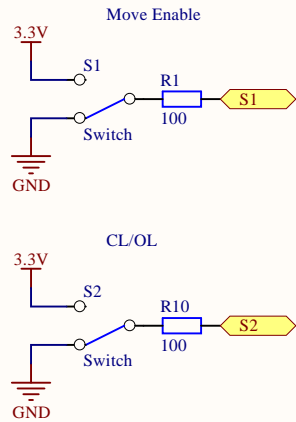 Move Enable
3.3V
S1
R1
S1
Switch
100
GND
CL/OL
3.3V
S2
R10
S2
Switch
100
GND